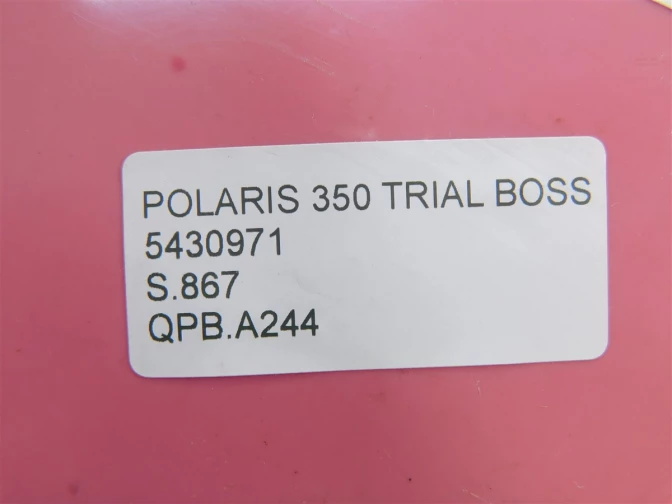 POLARIS 350 TRIAL BOSS
5430971
S.867
QPB.A244